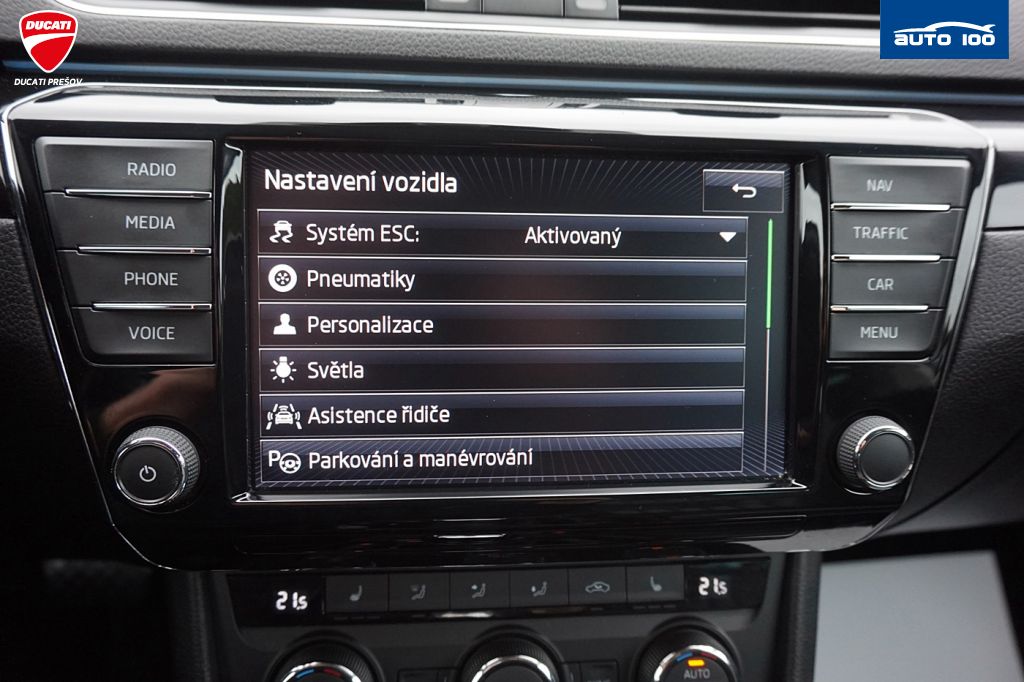 DUCATI
DUCATI PREŠOV
AUTO 100
RADIO
MEDIA
PHONE
VOICE
Nastavení vozidla
Systém ESC: Aktivovaný
Pneumatiky
Personalizace
Světla
Asistence řidiče
P Parkování a manévrování
NAV
TRAFFIC
CAR
MENU
21.5
21.5
AUTO